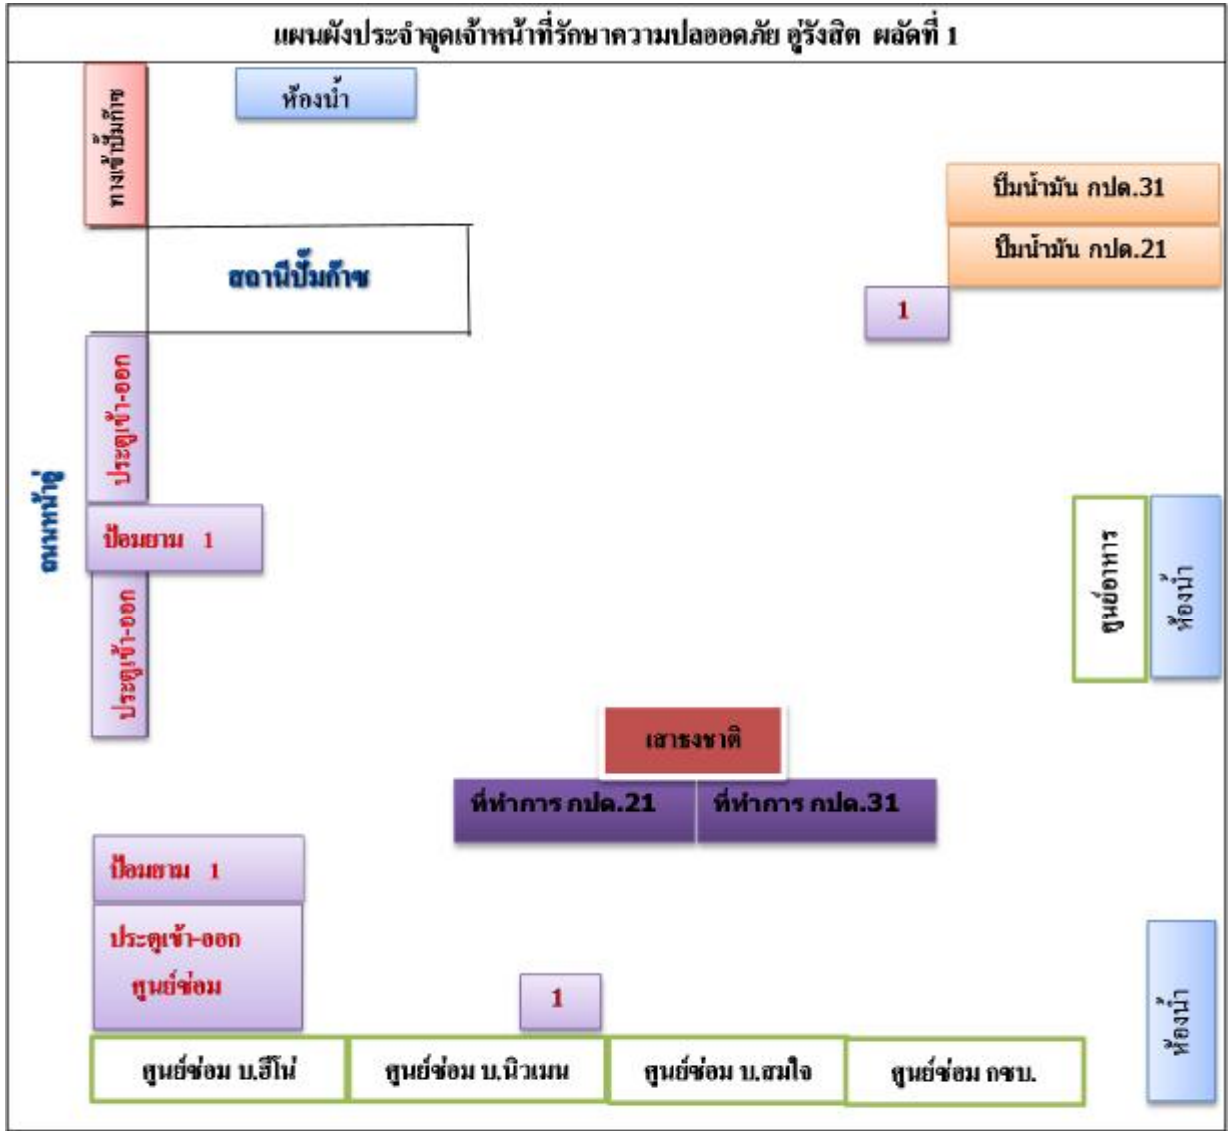 แผนผังประจำจุดเจ้าหน้าที่รักษาความปลออดภัย อู่รังสิต ผลัดที่ 1
ทางเข้าปั๊มก๊าซ
ห้องน้ำ
ปั๊มน้ำมัน กปด.31
ปั๊มน้ำมัน กปด.21
สถานีปั๊มก๊าซ
1
ประตูเข้า-ออก
ถนนหน้าอู่
ป้อมยาม 1
ศูนย์อาหาร
ห้องน้ำ
ประตูเข้า-ออก
เสาธงชาติ
ที่ทำการ กปด.21
ที่ทำการ กปด.31
ป้อมยาม 1
ประตูเข้า-ออก
ศูนย์ซ่อม
1
ห้องน้ำ
ศูนย์ซ่อม บ.ฮีโน่
ศูนย์ซ่อม บ.นิวแมน
ศูนย์ซ่อม บ.สมใจ
ศูนย์ซ่อม กซบ.